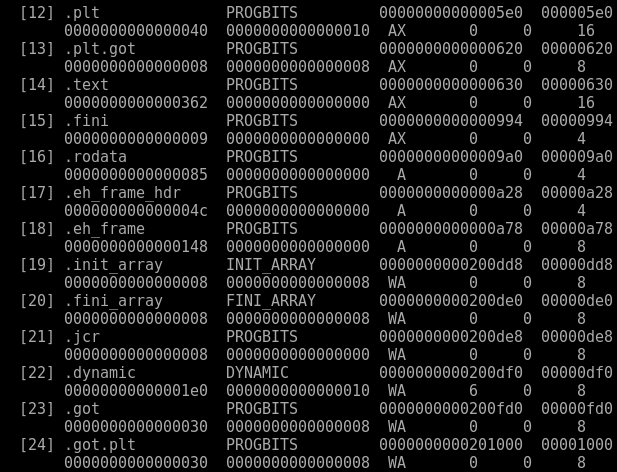 [12] .plt PROGBITS 00000000000005e0 000005e0
0000000000000040 0000000000000010 AX 0 0 16
[13] .plt.got PROGBITS 0000000000000620 00000620
0000000000000008 0000000000000008 AX 0 0 8
[14] .text PROGBITS 0000000000000630 00000630
0000000000000362 0000000000000000 AX 0 0 16
[15] .fini PROGBITS 0000000000000994 00000994
0000000000000009 0000000000000000 AX 0 0 4
[16] .rodata PROGBITS 00000000000009a0 000009a0
0000000000000085 0000000000000000 A 0 0 4
[17] .eh_frame_hdr PROGBITS 0000000000000a28 00000a28
000000000000004c 0000000000000000 A 0 0 4
[18] .eh_frame PROGBITS 0000000000000a78 00000a78
0000000000000148 0000000000000000 A 0 0 8
[19] .init_array INIT_ARRAY 0000000000200dd8 00000dd8
0000000000000008 0000000000000008 WA 0 0 8
[20] .fini_array FINI_ARRAY 0000000000200de0 00000de0
0000000000000008 0000000000000008 WA 0 0 8
[21] .jcr PROGBITS 0000000000200de8 00000de8
0000000000000008 0000000000000000 WA 0 0 8
[22] .dynamic DYNAMIC 0000000000200df0 00000df0
00000000000001e0 0000000000000010 WA 6 0 8
[23] .got PROGBITS 0000000000200fd0 00000fd0
0000000000000030 0000000000000008 WA 0 0 8
[24] .got.plt PROGBITS 0000000000201000 00001000
0000000000000030 0000000000000008 WA 0 0 8